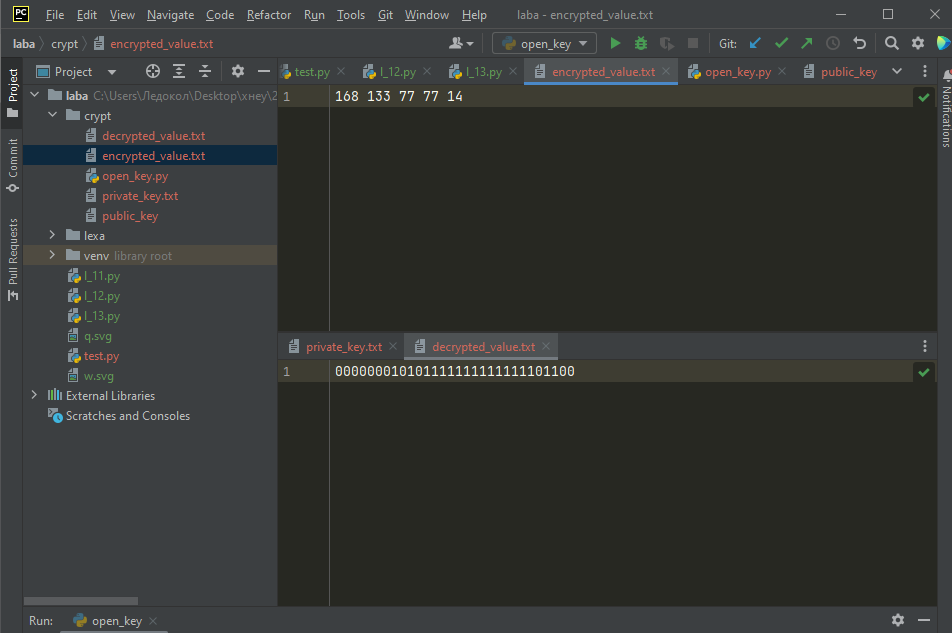 PC File Edit View Navigate Code Refactor Run Tools Git Window Help laba - encrypted_value.txt
laba crypt encrypted_value.txt open_key Git:
Project
Project
test.py l_12.py l_13.py encrypted_value.txt open_key.py public_key
laba C:\Users\Ледокол\Desktop\хнеу\2
crypt
decrypted_value.txt
encrypted_value.txt
open_key.py
private_key.txt
public_key
lexa
venv library root
l_11.py
l_12.py
l_13.py
q.svg
test.py
w.svg
External Libraries
Scratches and Consoles
Commit
Pull Requests
1 168 133 77 77 14
private_key.txt decrypted_value.txt
1 000000010101111111111111101100
Notifications
Run: open_key